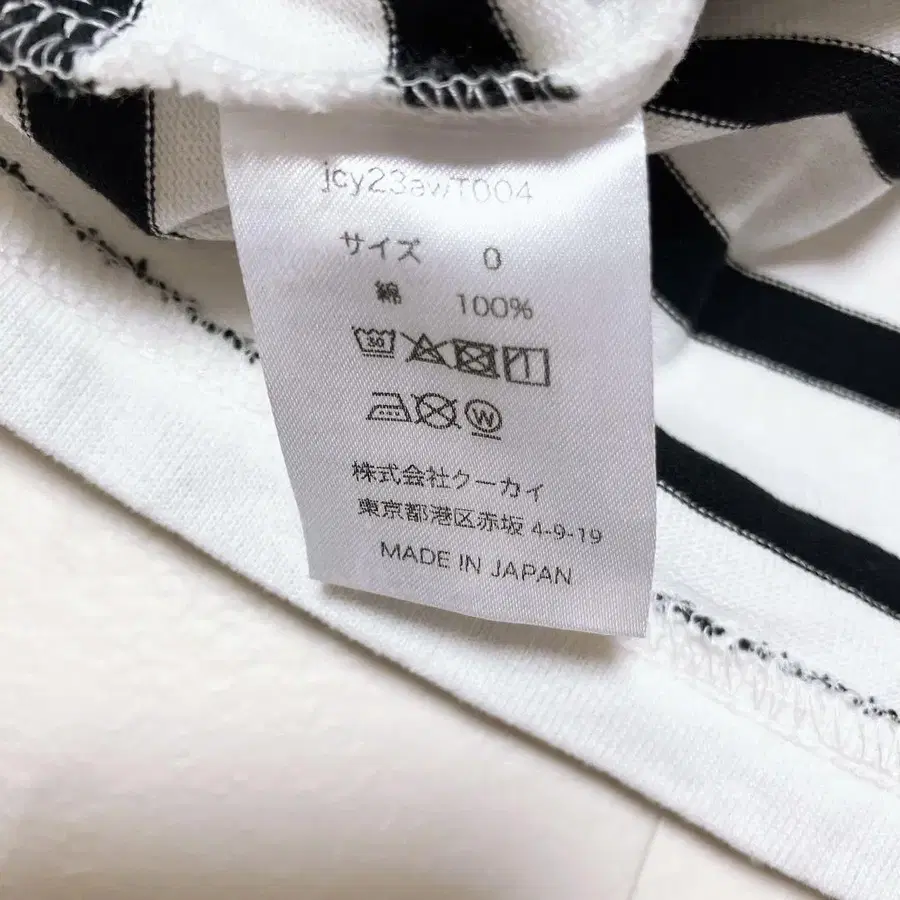 jcy23awT004
サイズ 0
綿 100%
30
W
株式会社クーカイ
東京都港区赤坂 4-9-19
MADE IN JAPAN